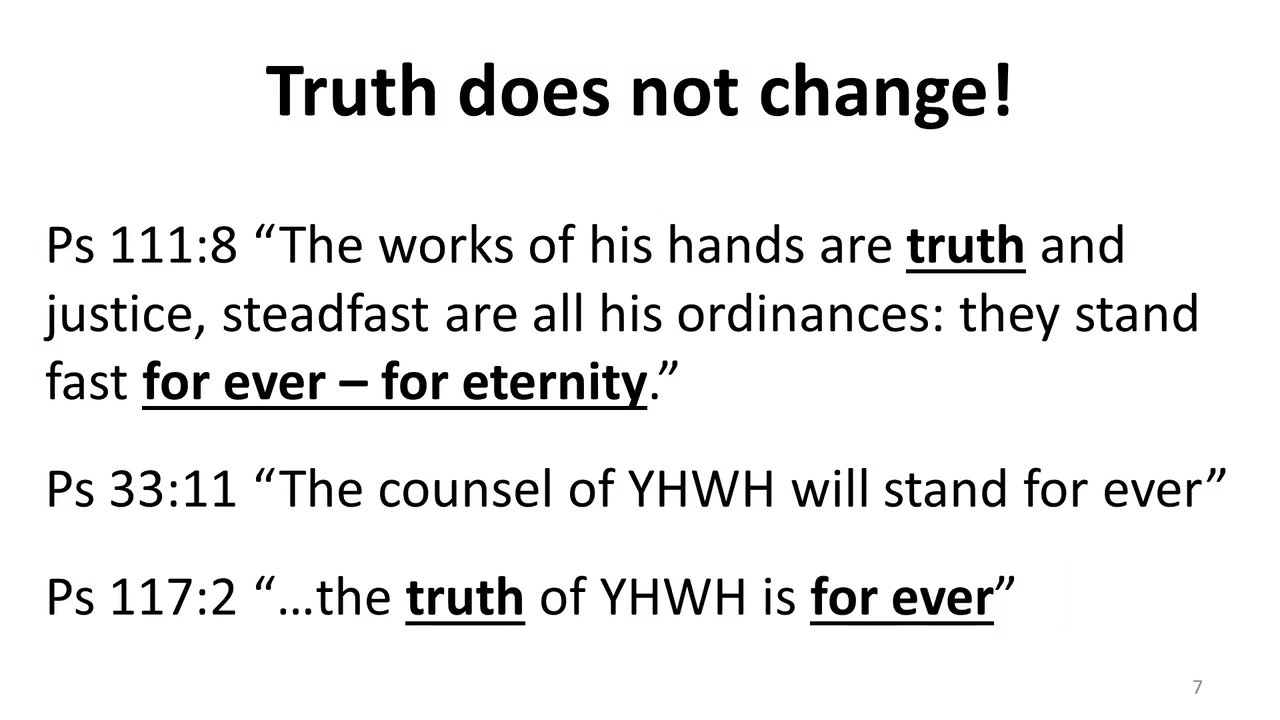 Truth does not change!
Ps 111:8 “The works of his hands are truth and
justice, steadfast are all his ordinances: they stand
fast for ever – for eternity.”
Ps 33:11 “The counsel of YHWH will stand for ever”
Ps 117:2 “…the truth of YHWH is for ever”
7